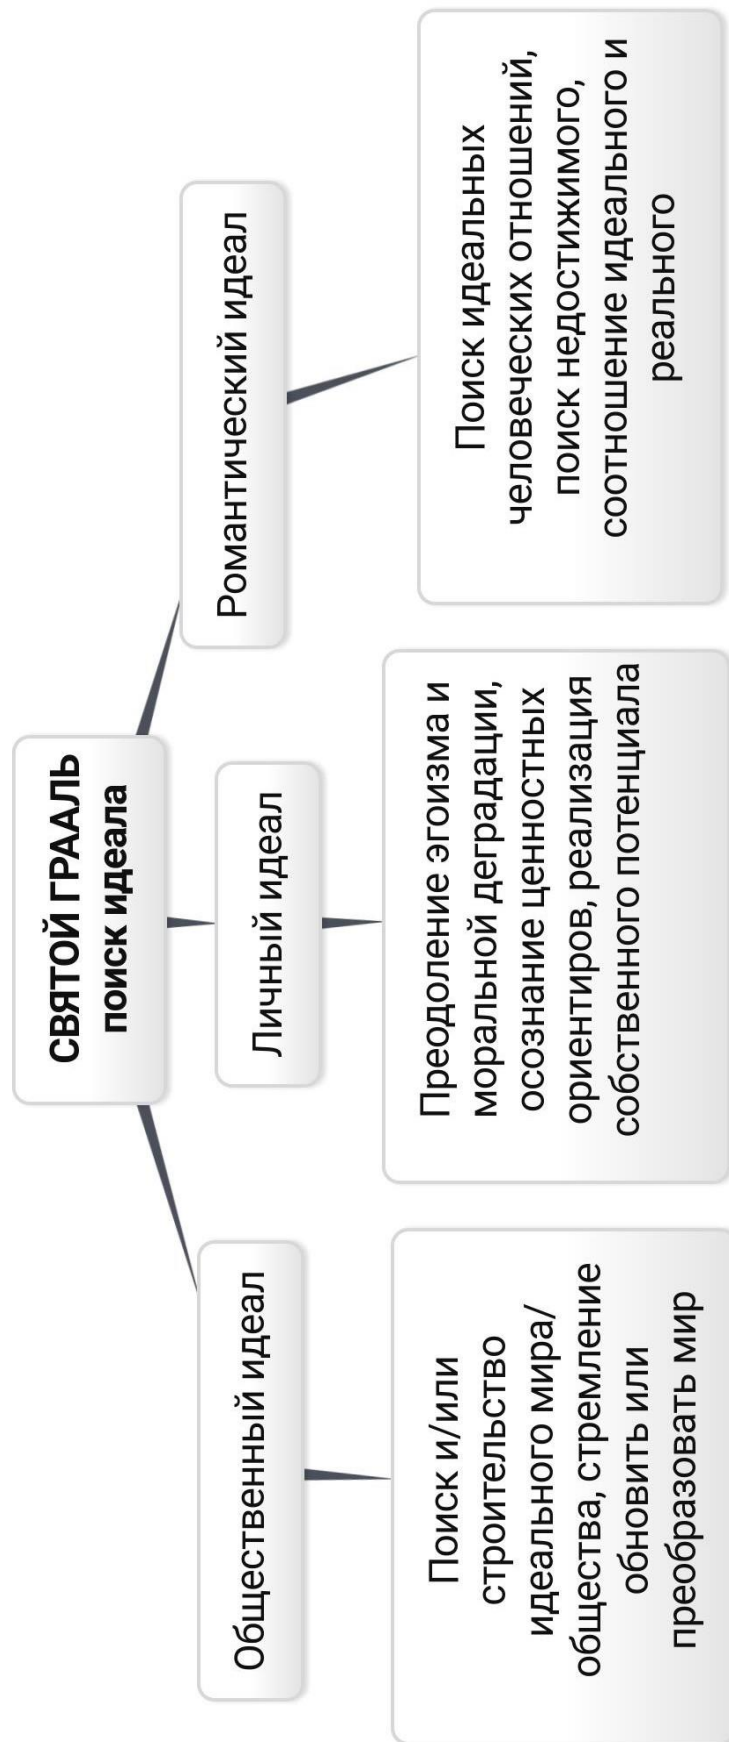 СВЯТОЙ ГРААЛЬ
поиск идеала
Общественный идеал
Личный идеал
Романтический идеал
Поиск и/или
строительство
идеального мира/
общества, стремление
обновить или
преобразовать мир
Преодоление эгоизма и
моральной деградации,
осознание ценностных
ориентиров, реализация
собственного потенциала
Поиск идеальных
человеческих отношений,
поиск недостижимого,
соотношение идеального и
реального